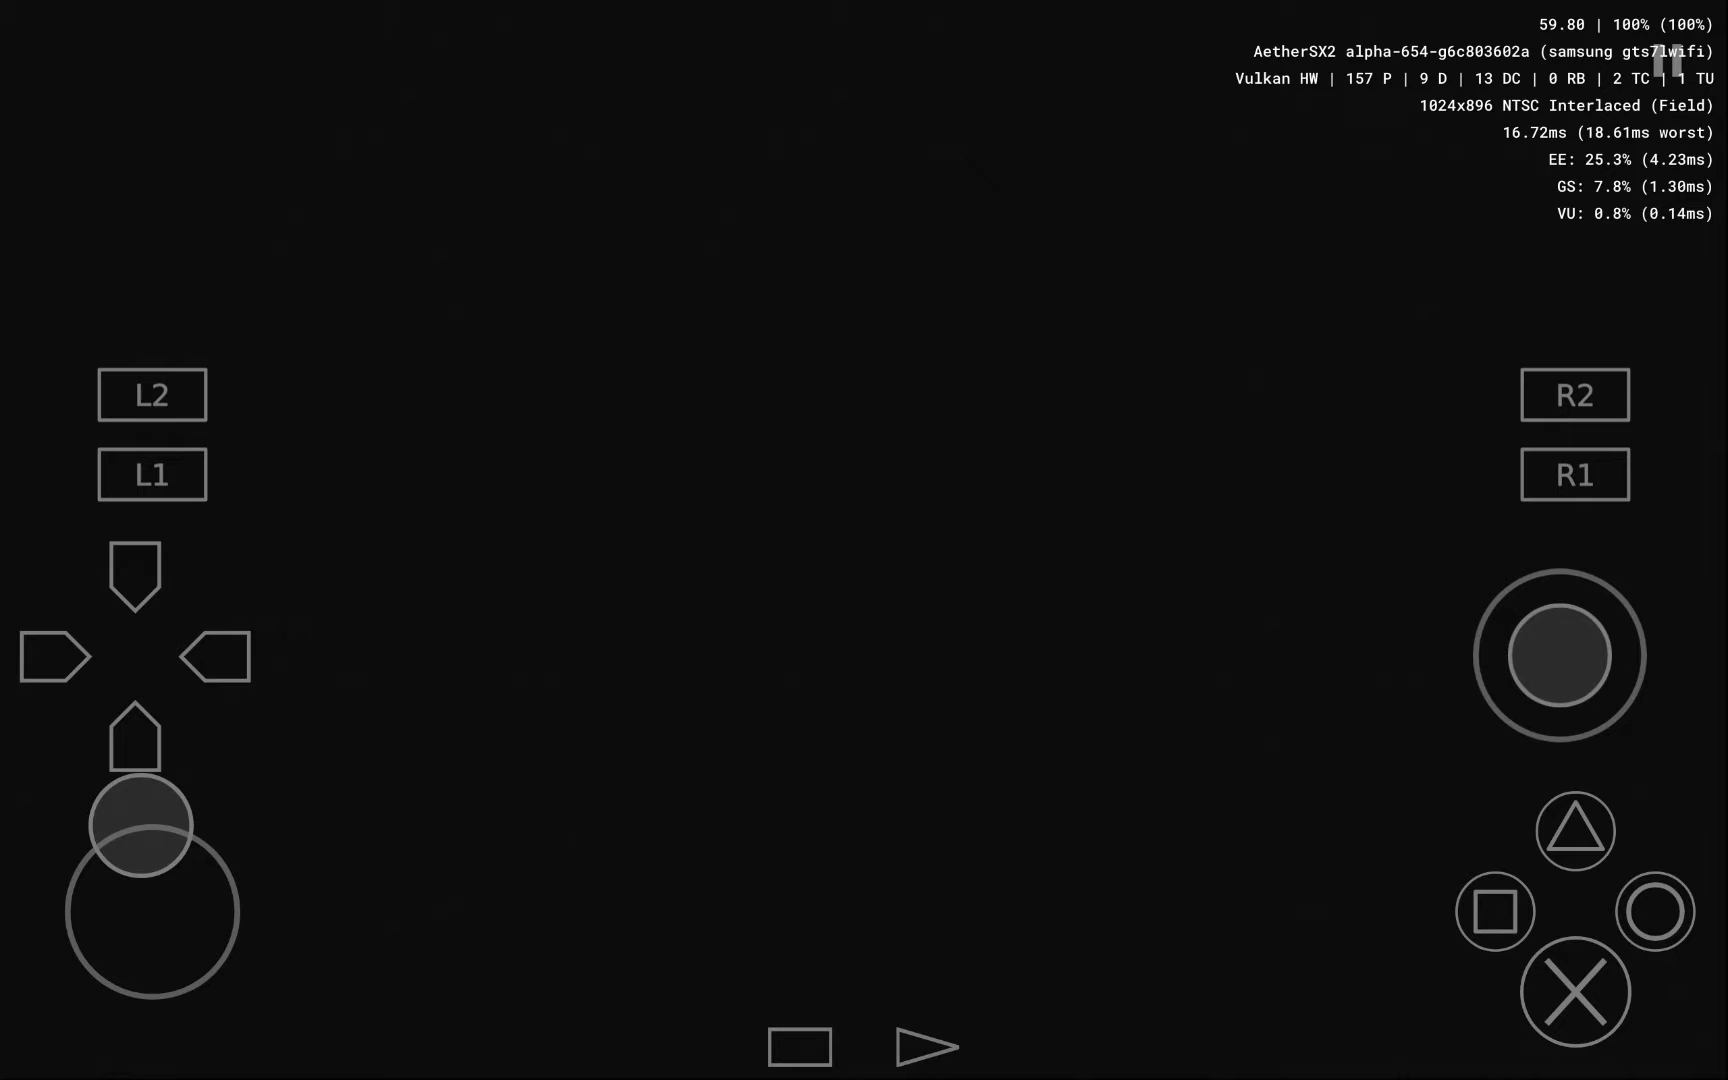 59.80 | 100% (100%)
AetherSX2 alpha-654-g6c803602a (samsung gts7lwifi)
Vulkan HW | 157 P | 9 D | 13 DC | 0 RB | 2 TC | 1 TU
1024x896 NTSC Interlaced (Field)
16.72ms (18.61ms worst)
EE: 25.3% (4.23ms)
GS: 7.8% (1.30ms)
VU: 0.8% (0.14ms)
L2
R2
L1
R1